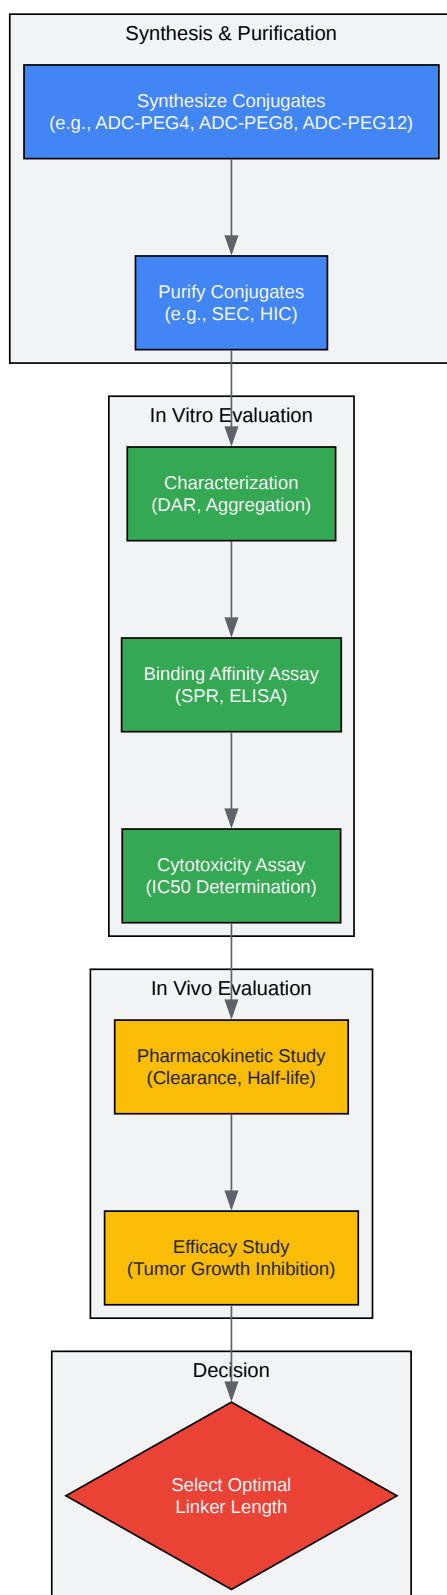 Synthesis & Purification
Synthesize Conjugates
(e.g., ADC-PEG4, ADC-PEG8, ADC-PEG12)
Purify Conjugates
(e.g., SEC, HIC)
In Vitro Evaluation
Characterization
(DAR, Aggregation)
Binding Affinity Assay
(SPR, ELISA)
Cytotoxicity Assay
(IC50 Determination)
In Vivo Evaluation
Pharmacokinetic Study
(Clearance, Half-life)
Efficacy Study
(Tumor Growth Inhibition)
Decision
Select Optimal
Linker Length